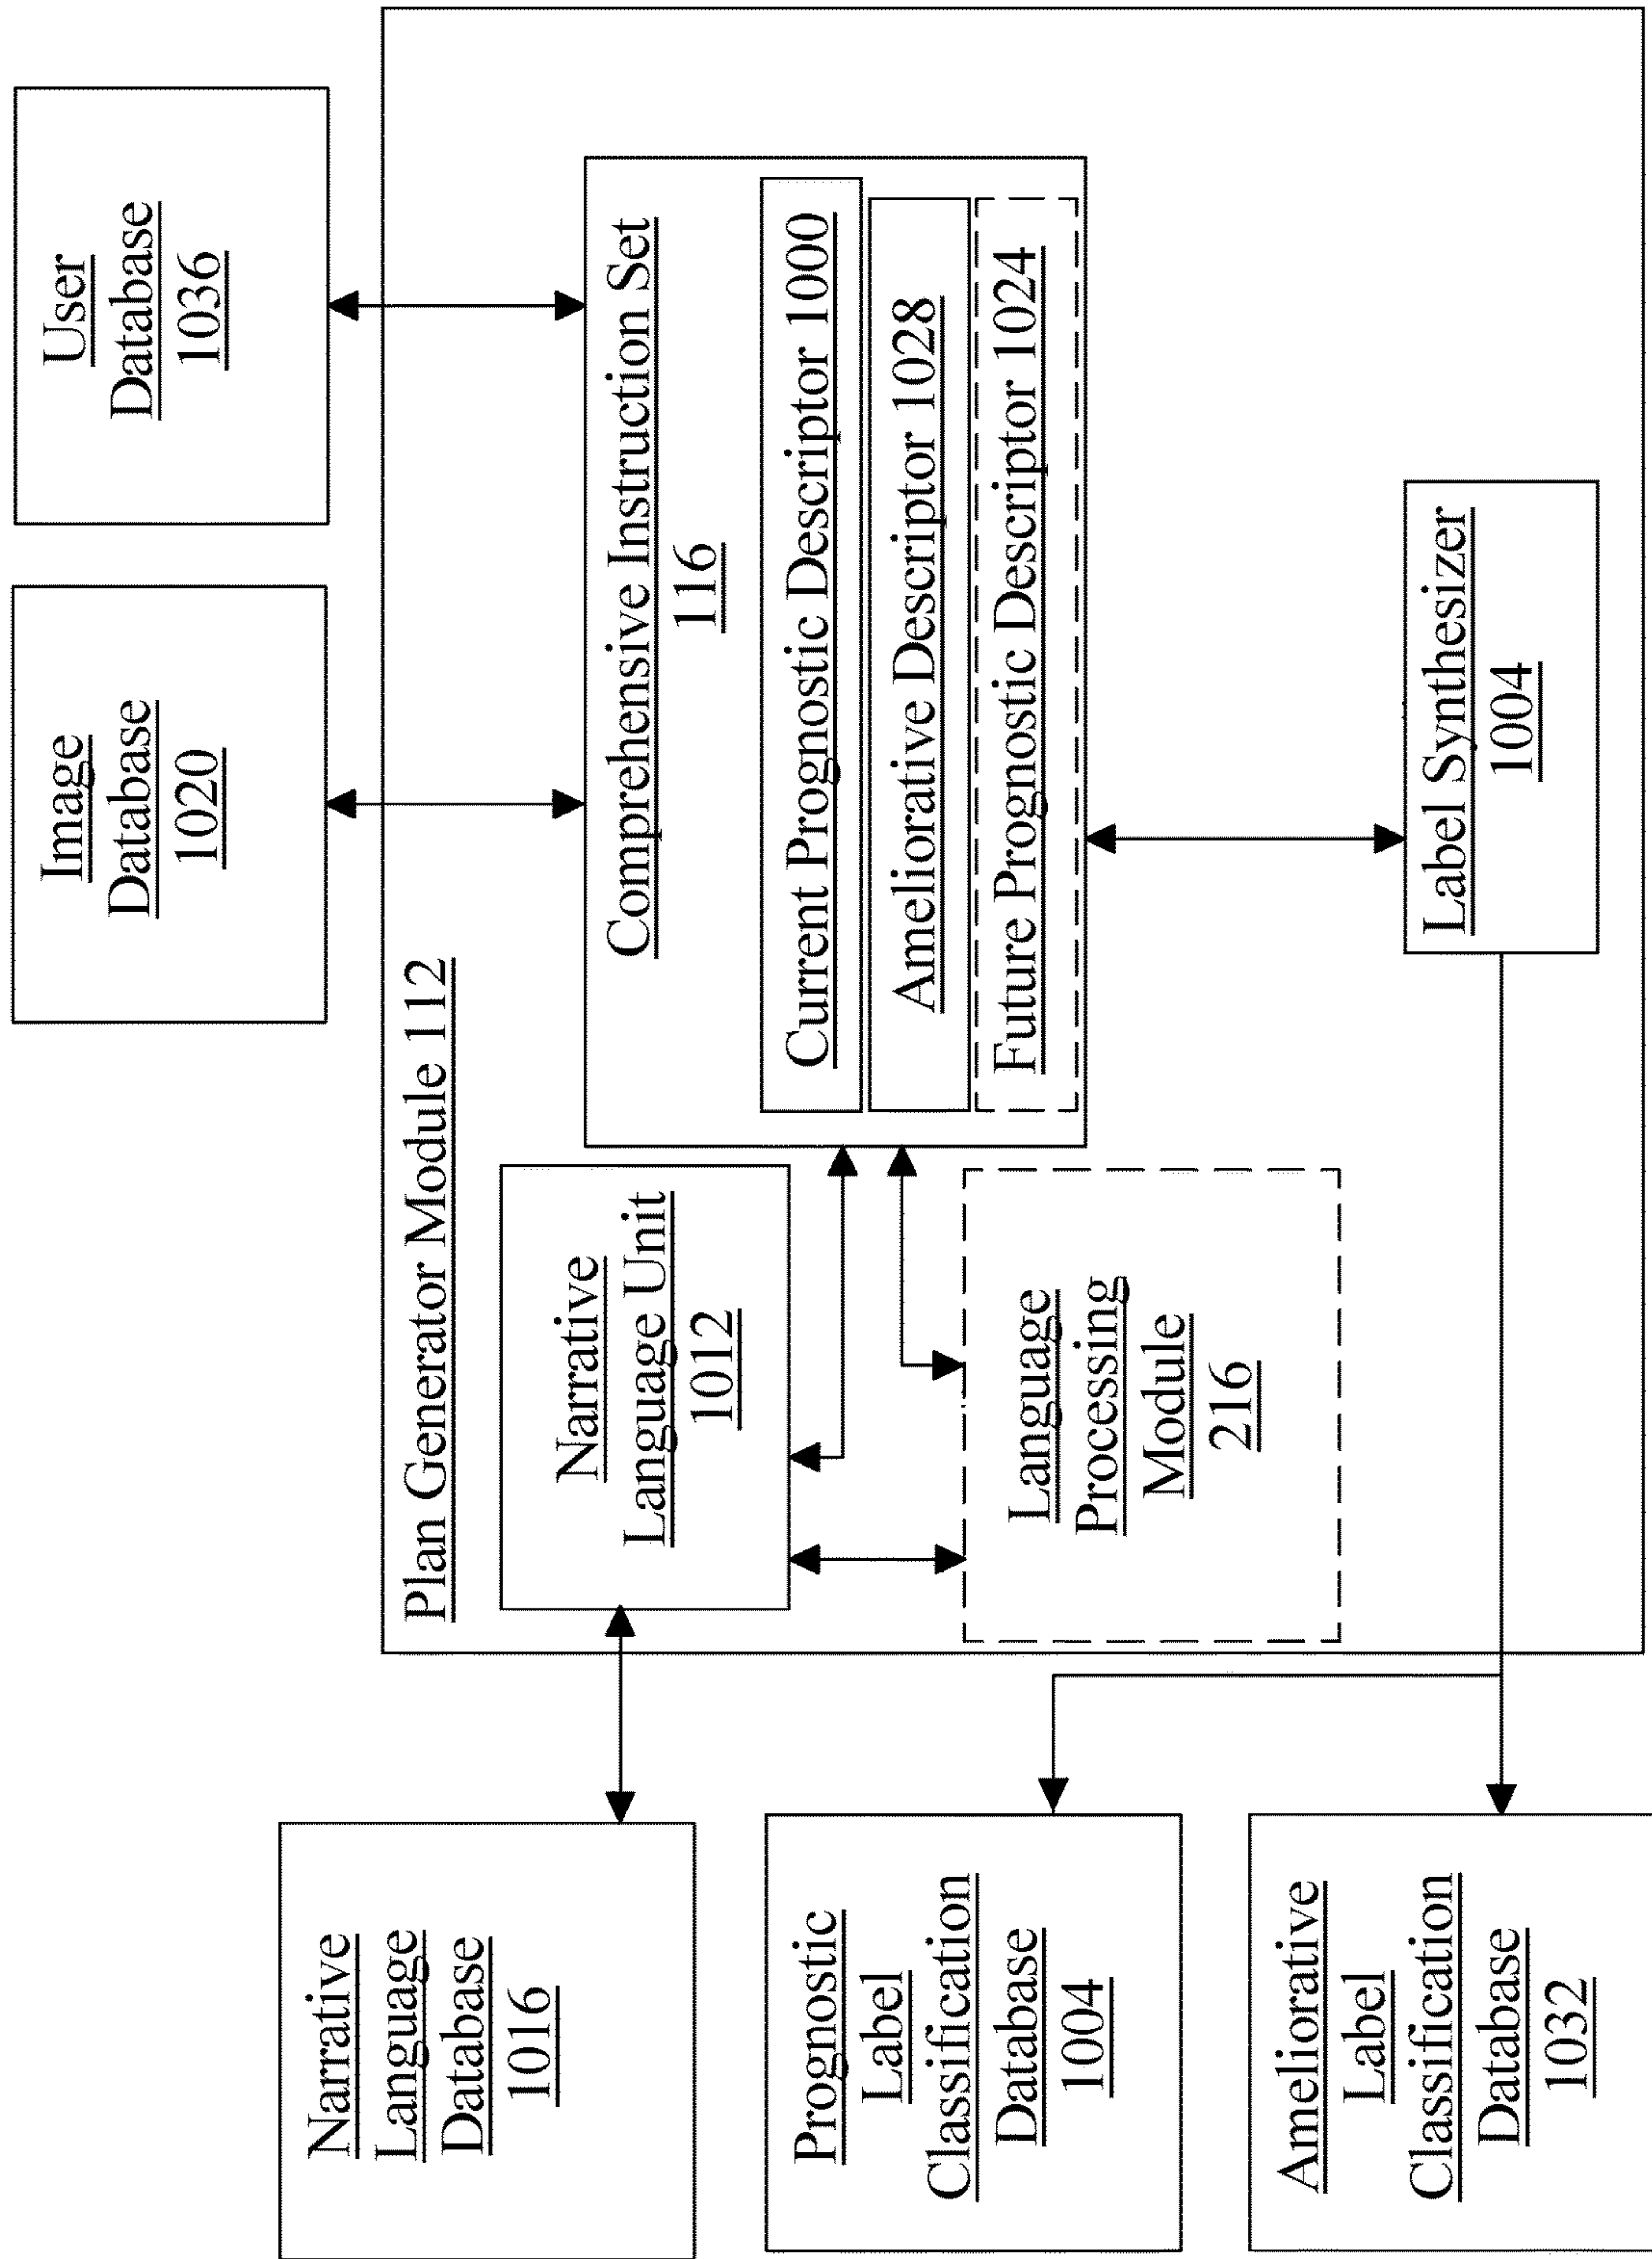 Image
Database
1020
User
Database
1036
Narrative
Language
Database
1016
Plan Generator Module 112
Narrative
Language Unit
1012
Comprehensive Instruction Set
116
Current Prognostic Descriptor 1000
Ameliorative Descriptor 1028
Future Prognostic Descriptor 1024
Language
Processing
Module
216
Prognostic
Label
Classification
Database
1004
Label Synthesizer
1004
Ameliorative
Label
Classification
Database
1032